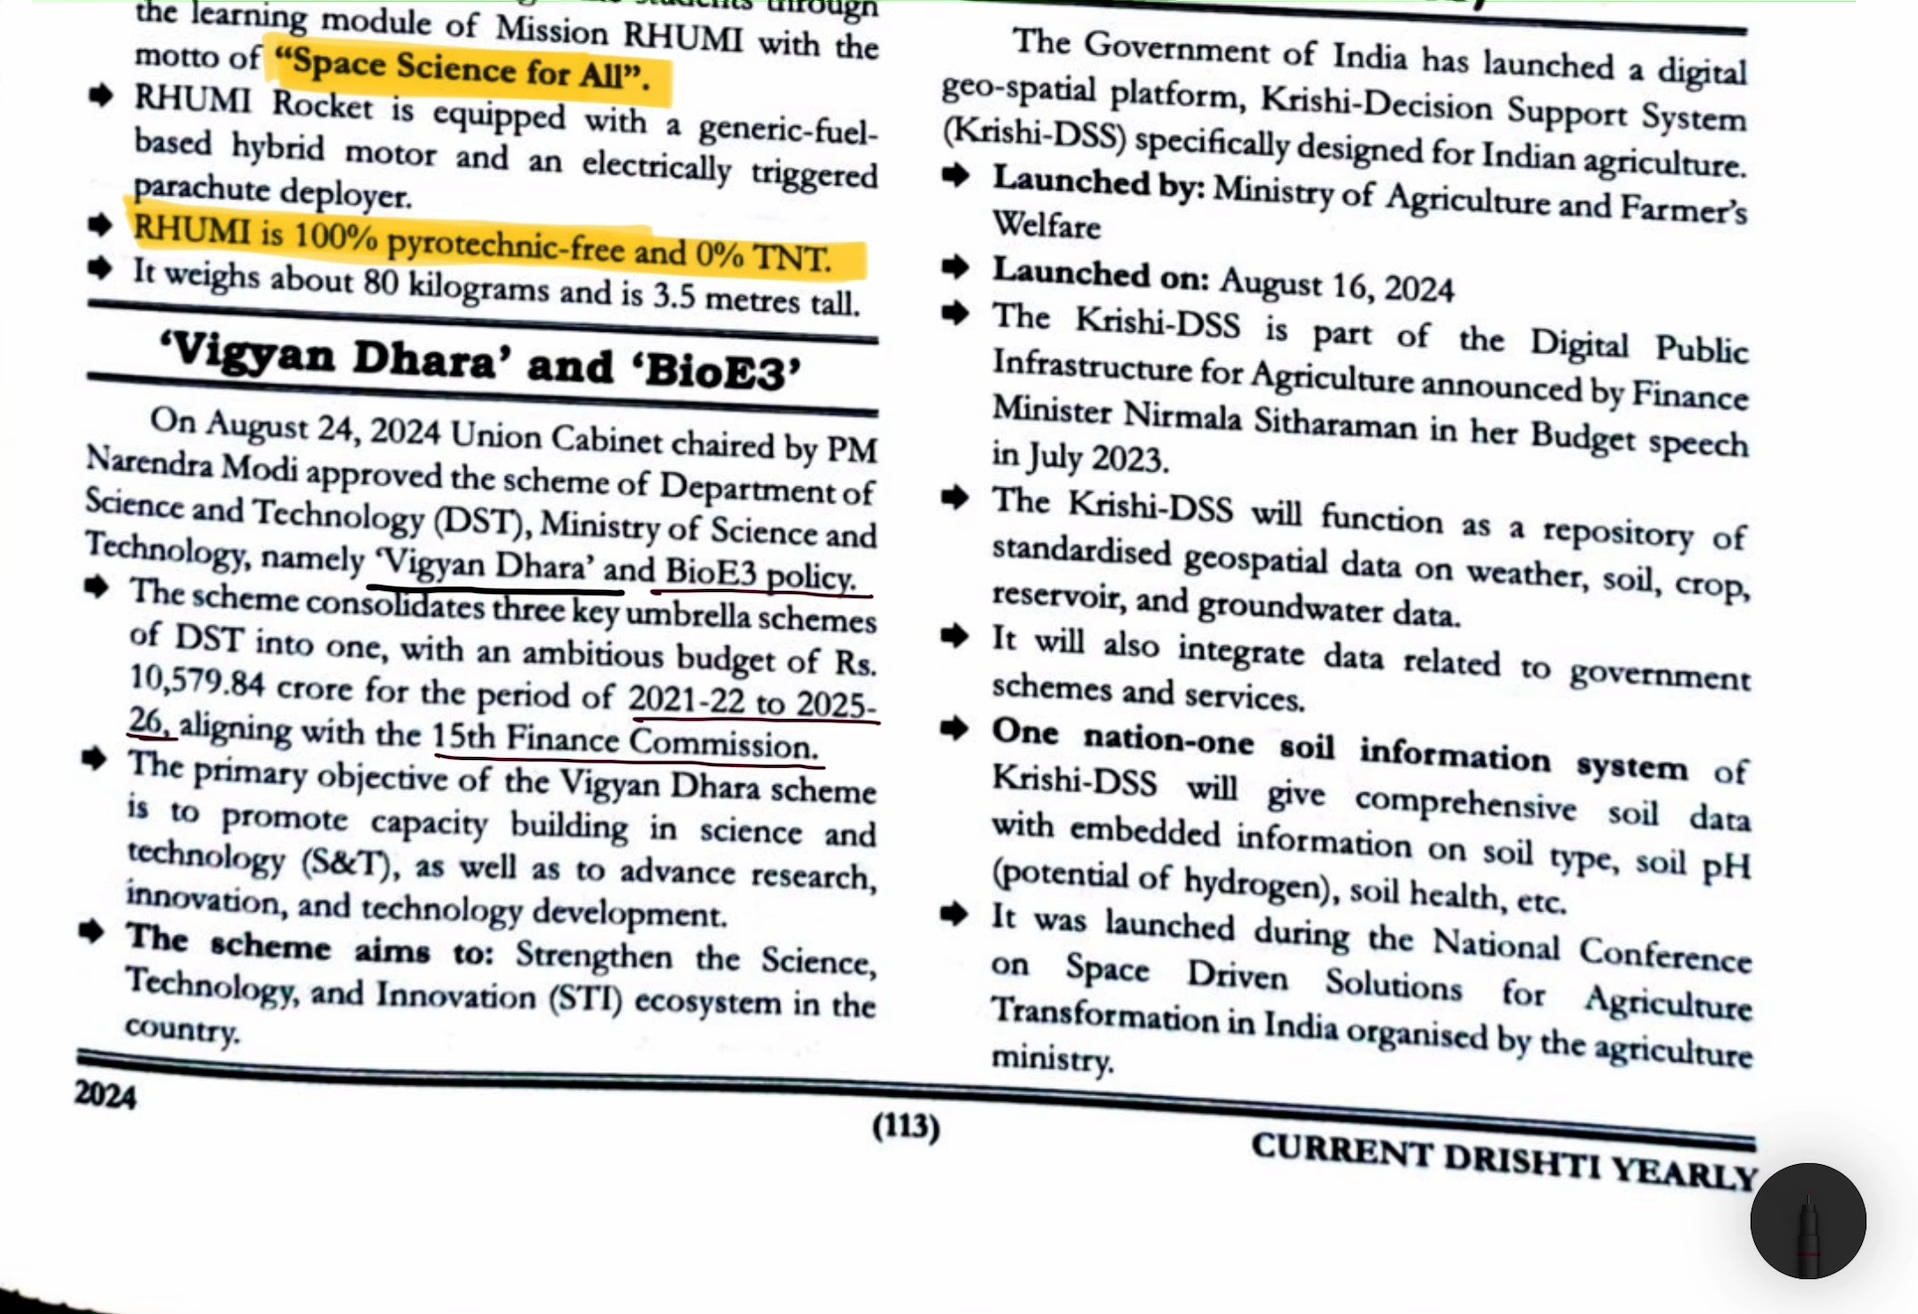 the learning module of Mission RHUMI with the
motto of “Space Science for All”.
➡ RHUMI Rocket is equipped with a generic-fuel-
based hybrid motor and an electrically triggered
parachute deployer.
➡ RHUMI is 100% pyrotechnic-free and 0% TNT.
➡ It weighs about 80 kilograms and is 3.5 metres tall.
‘Vigyan Dhara’ and ‘BioE3’
On August 24, 2024 Union Cabinet chaired by PM
Narendra Modi approved the scheme of Department of
Science and Technology (DST), Ministry of Science and
Technology, namely ‘Vigyan Dhara’ and BioE3 policy.
➡ The scheme consolidates three key umbrella schemes
of DST into one, with an ambitious budget of Rs.
10,579.84 crore for the period of 2021-22 to 2025-
26, aligning with the 15th Finance Commission.
➡ The primary objective of the Vigyan Dhara scheme
is to promote capacity building in science and
technology (S&T), as well as to advance research,
innovation, and technology development.
➡ The scheme aims to: Strengthen the Science,
Technology, and Innovation (STI) ecosystem in the
country.
The Government of India has launched a digital
geo-spatial platform, Krishi-Decision Support System
(Krishi-DSS) specifically designed for Indian agriculture.
➡ Launched by: Ministry of Agriculture and Farmer’s
Welfare
➡ Launched on: August 16, 2024
➡ The Krishi-DSS is part of the Digital Public
Infrastructure for Agriculture announced by Finance
Minister Nirmala Sitharaman in her Budget speech
in July 2023.
➡ The Krishi-DSS will function as a repository of
standardised geospatial data on weather, soil, crop,
reservoir, and groundwater data.
➡ It will also integrate data related to government
schemes and services.
➡ One nation-one soil information system of
Krishi-DSS will give comprehensive soil data
with embedded information on soil type, soil pH
(potential of hydrogen), soil health, etc.
➡ It was launched during the National Conference
on Space Driven Solutions for Agriculture
Transformation in India organised by the agriculture
ministry.
2024
(113)
CURRENT DRISHTI YEARLY